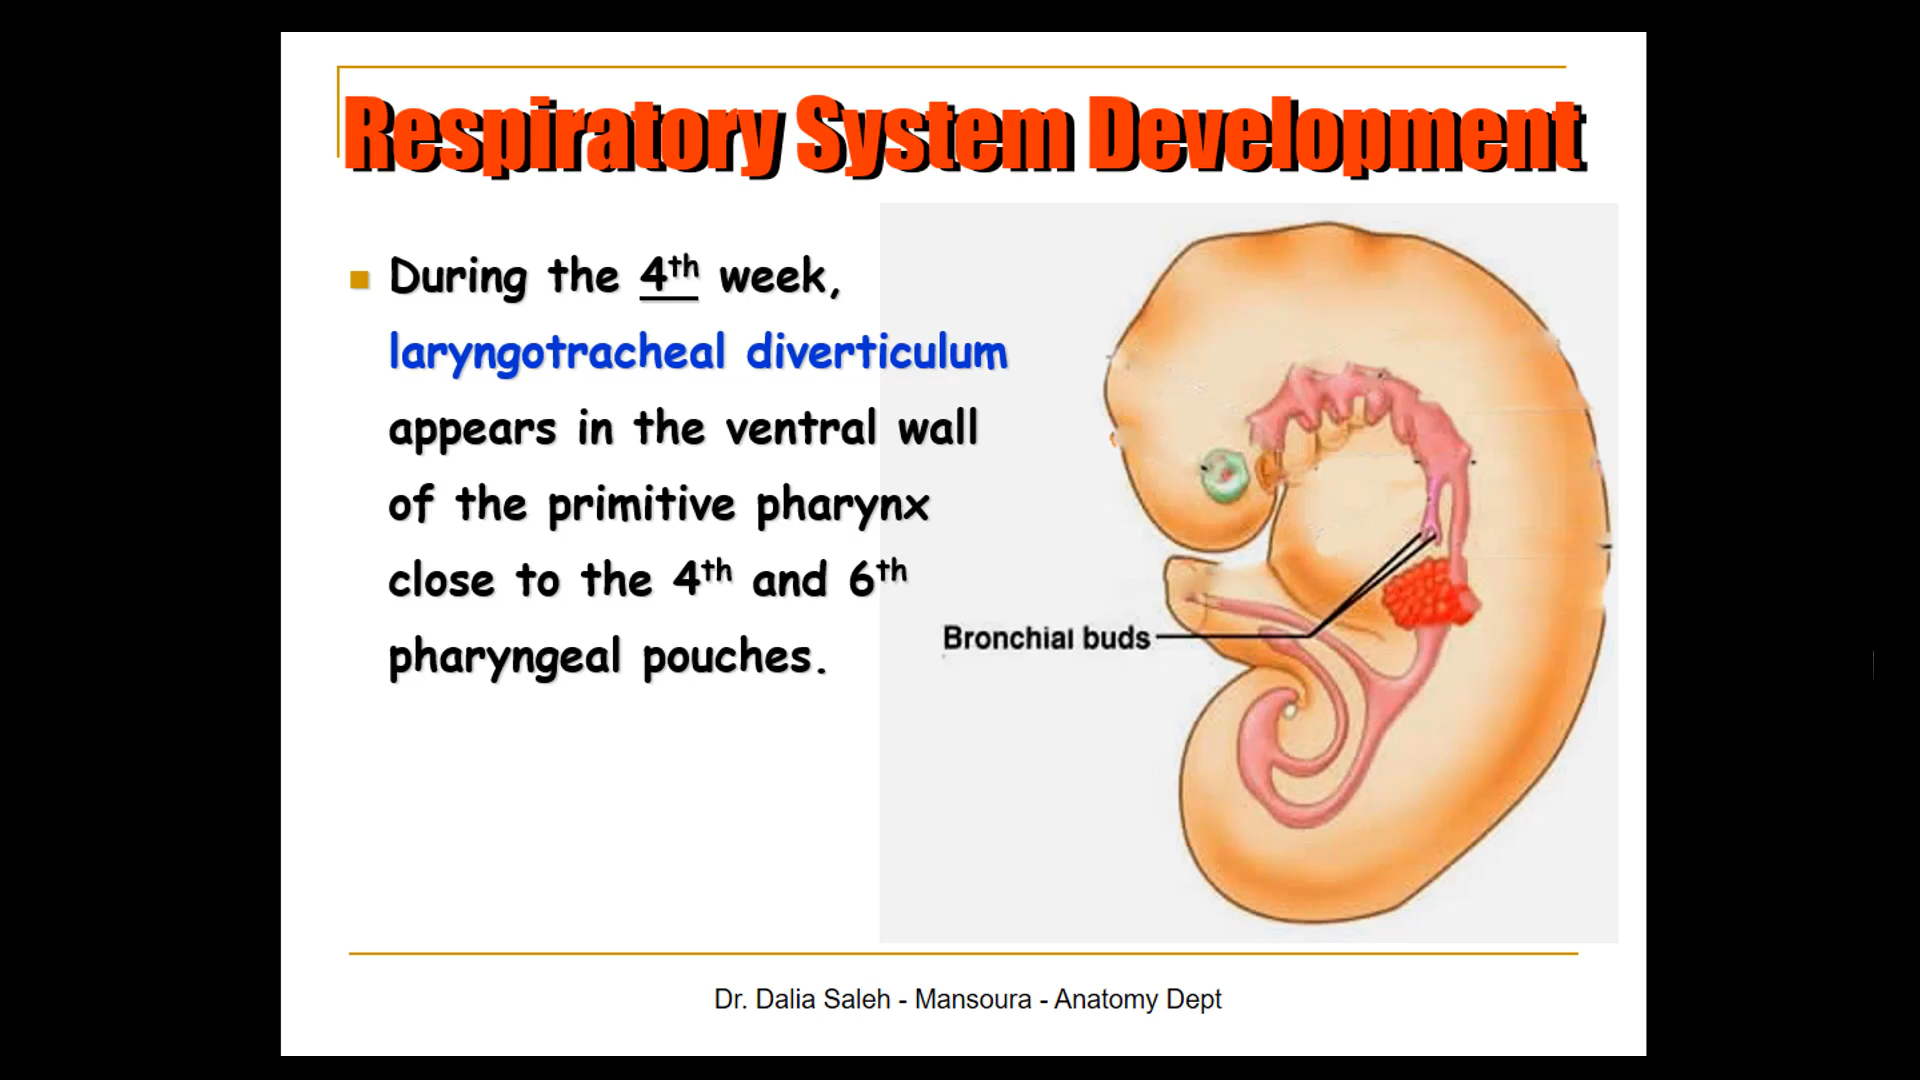 Respiratory System Development
During the 4th week,
laryngotracheal diverticulum
appears in the ventral wall
of the primitive pharynx
close to the 4th and 6th
pharyngeal pouches.
Bronchial buds
Dr. Dalia Saleh - Mansoura - Anatomy Dept